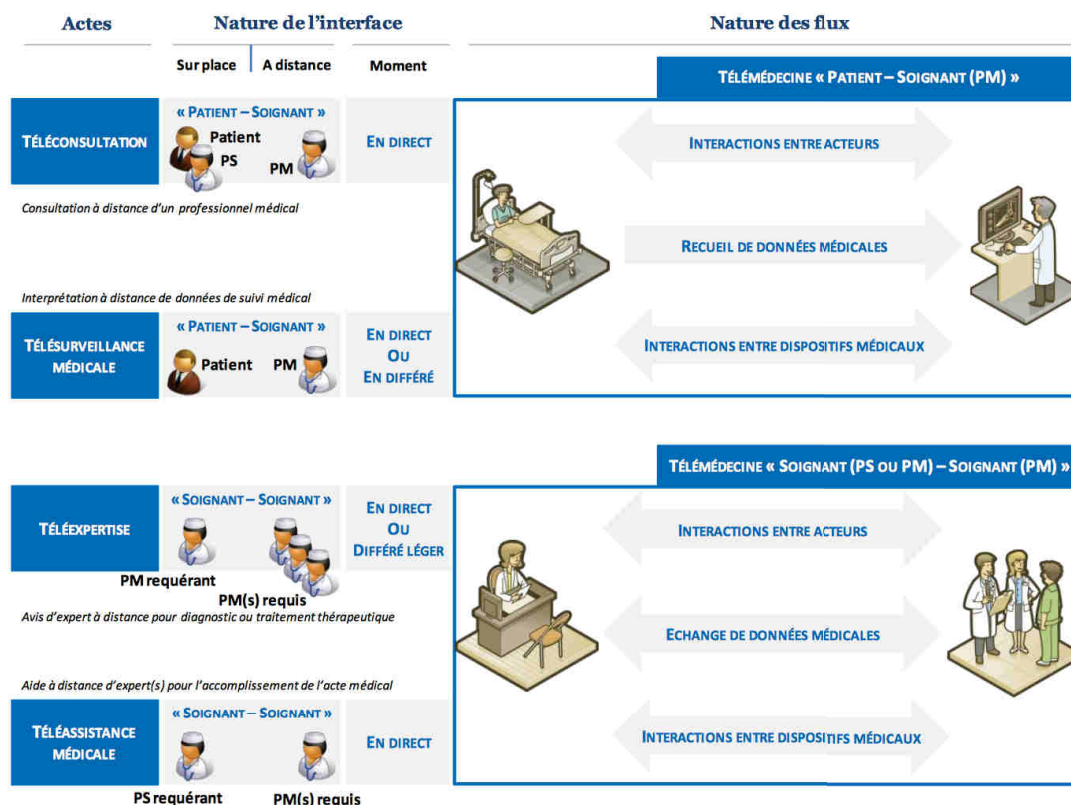 Actes
Nature de l'interface
Nature des flux
Sur place
A distance
Moment
TÉLÉMÉDECINE « PATIENT – SOIGNANT (PM) »
TÉLÉCONSULTATION
« PATIENT – SOIGNANT »
Patient
PS
PM
EN DIRECT
INTERACTIONS ENTRE ACTEURS
Consultation à distance d'un professionnel médical
RECUEIL DE DONNÉES MÉDICALES
Interprétation à distance de données de suivi médical
TÉLÉSURVEILLANCE
MÉDICALE
« PATIENT – SOIGNANT »
Patient
PM
EN DIRECT
OU
EN DIFFÉRÉ
INTERACTIONS ENTRE DISPOSITIFS MÉDICAUX
TÉLÉMÉDECINE « SOIGNANT (PS OU PM) – SOIGNANT (PM) »
TÉLÉEXPERTISE
« SOIGNANT – SOIGNANT »
PM requérant
PM(s) requis
EN DIRECT
OU
DIFFÉRÉ LÉGER
INTERACTIONS ENTRE ACTEURS
Avis d'expert à distance pour diagnostic ou traitement thérapeutique
ECHANGE DE DONNÉES MÉDICALES
Aide à distance d'expert(s) pour l'accomplissement de l'acte médical
TÉLÉASSISTANCE
MÉDICALE
« SOIGNANT – SOIGNANT »
EN DIRECT
INTERACTIONS ENTRE DISPOSITIFS MÉDICAUX
PS requérant
PM(s) requis